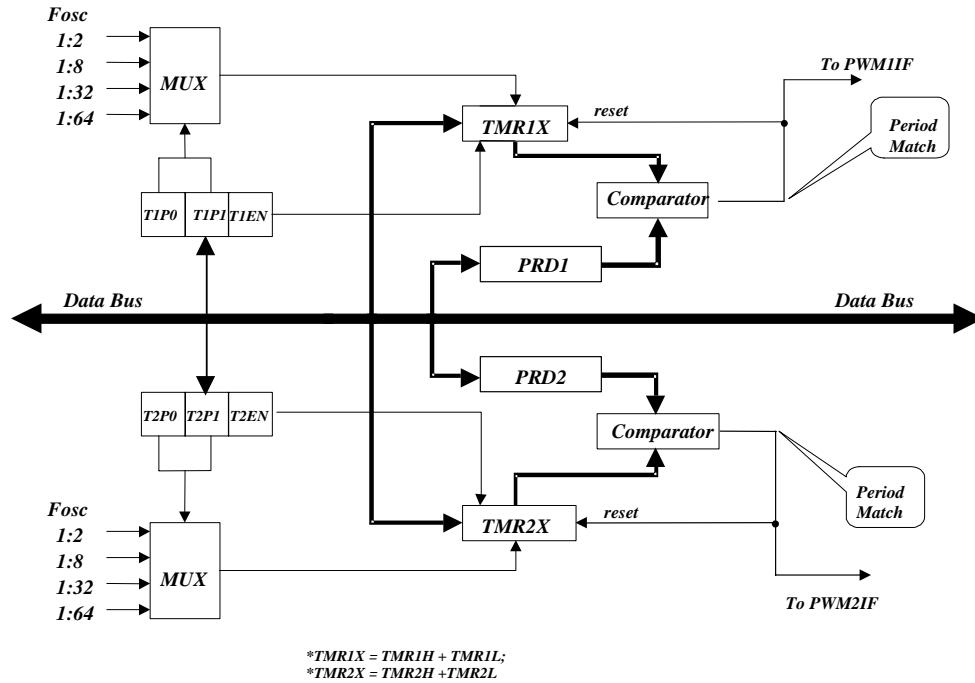 Fosc
1:2
1:8
1:32
1:64
MUX
To PWM1IF
reset
TMR1X
Period
Match
Comparator
T1P0 T1P1 T1EN
PRD1
Data Bus Data Bus
PRD2
T2P0 T2P1 T2EN
Comparator
Period
Match
Fosc
1:2
1:8
1:32
1:64
MUX
reset
TMR2X
To PWM2IF
*TMR1X = TMR1H + TMR1L;
*TMR2X = TMR2H +TMR2L